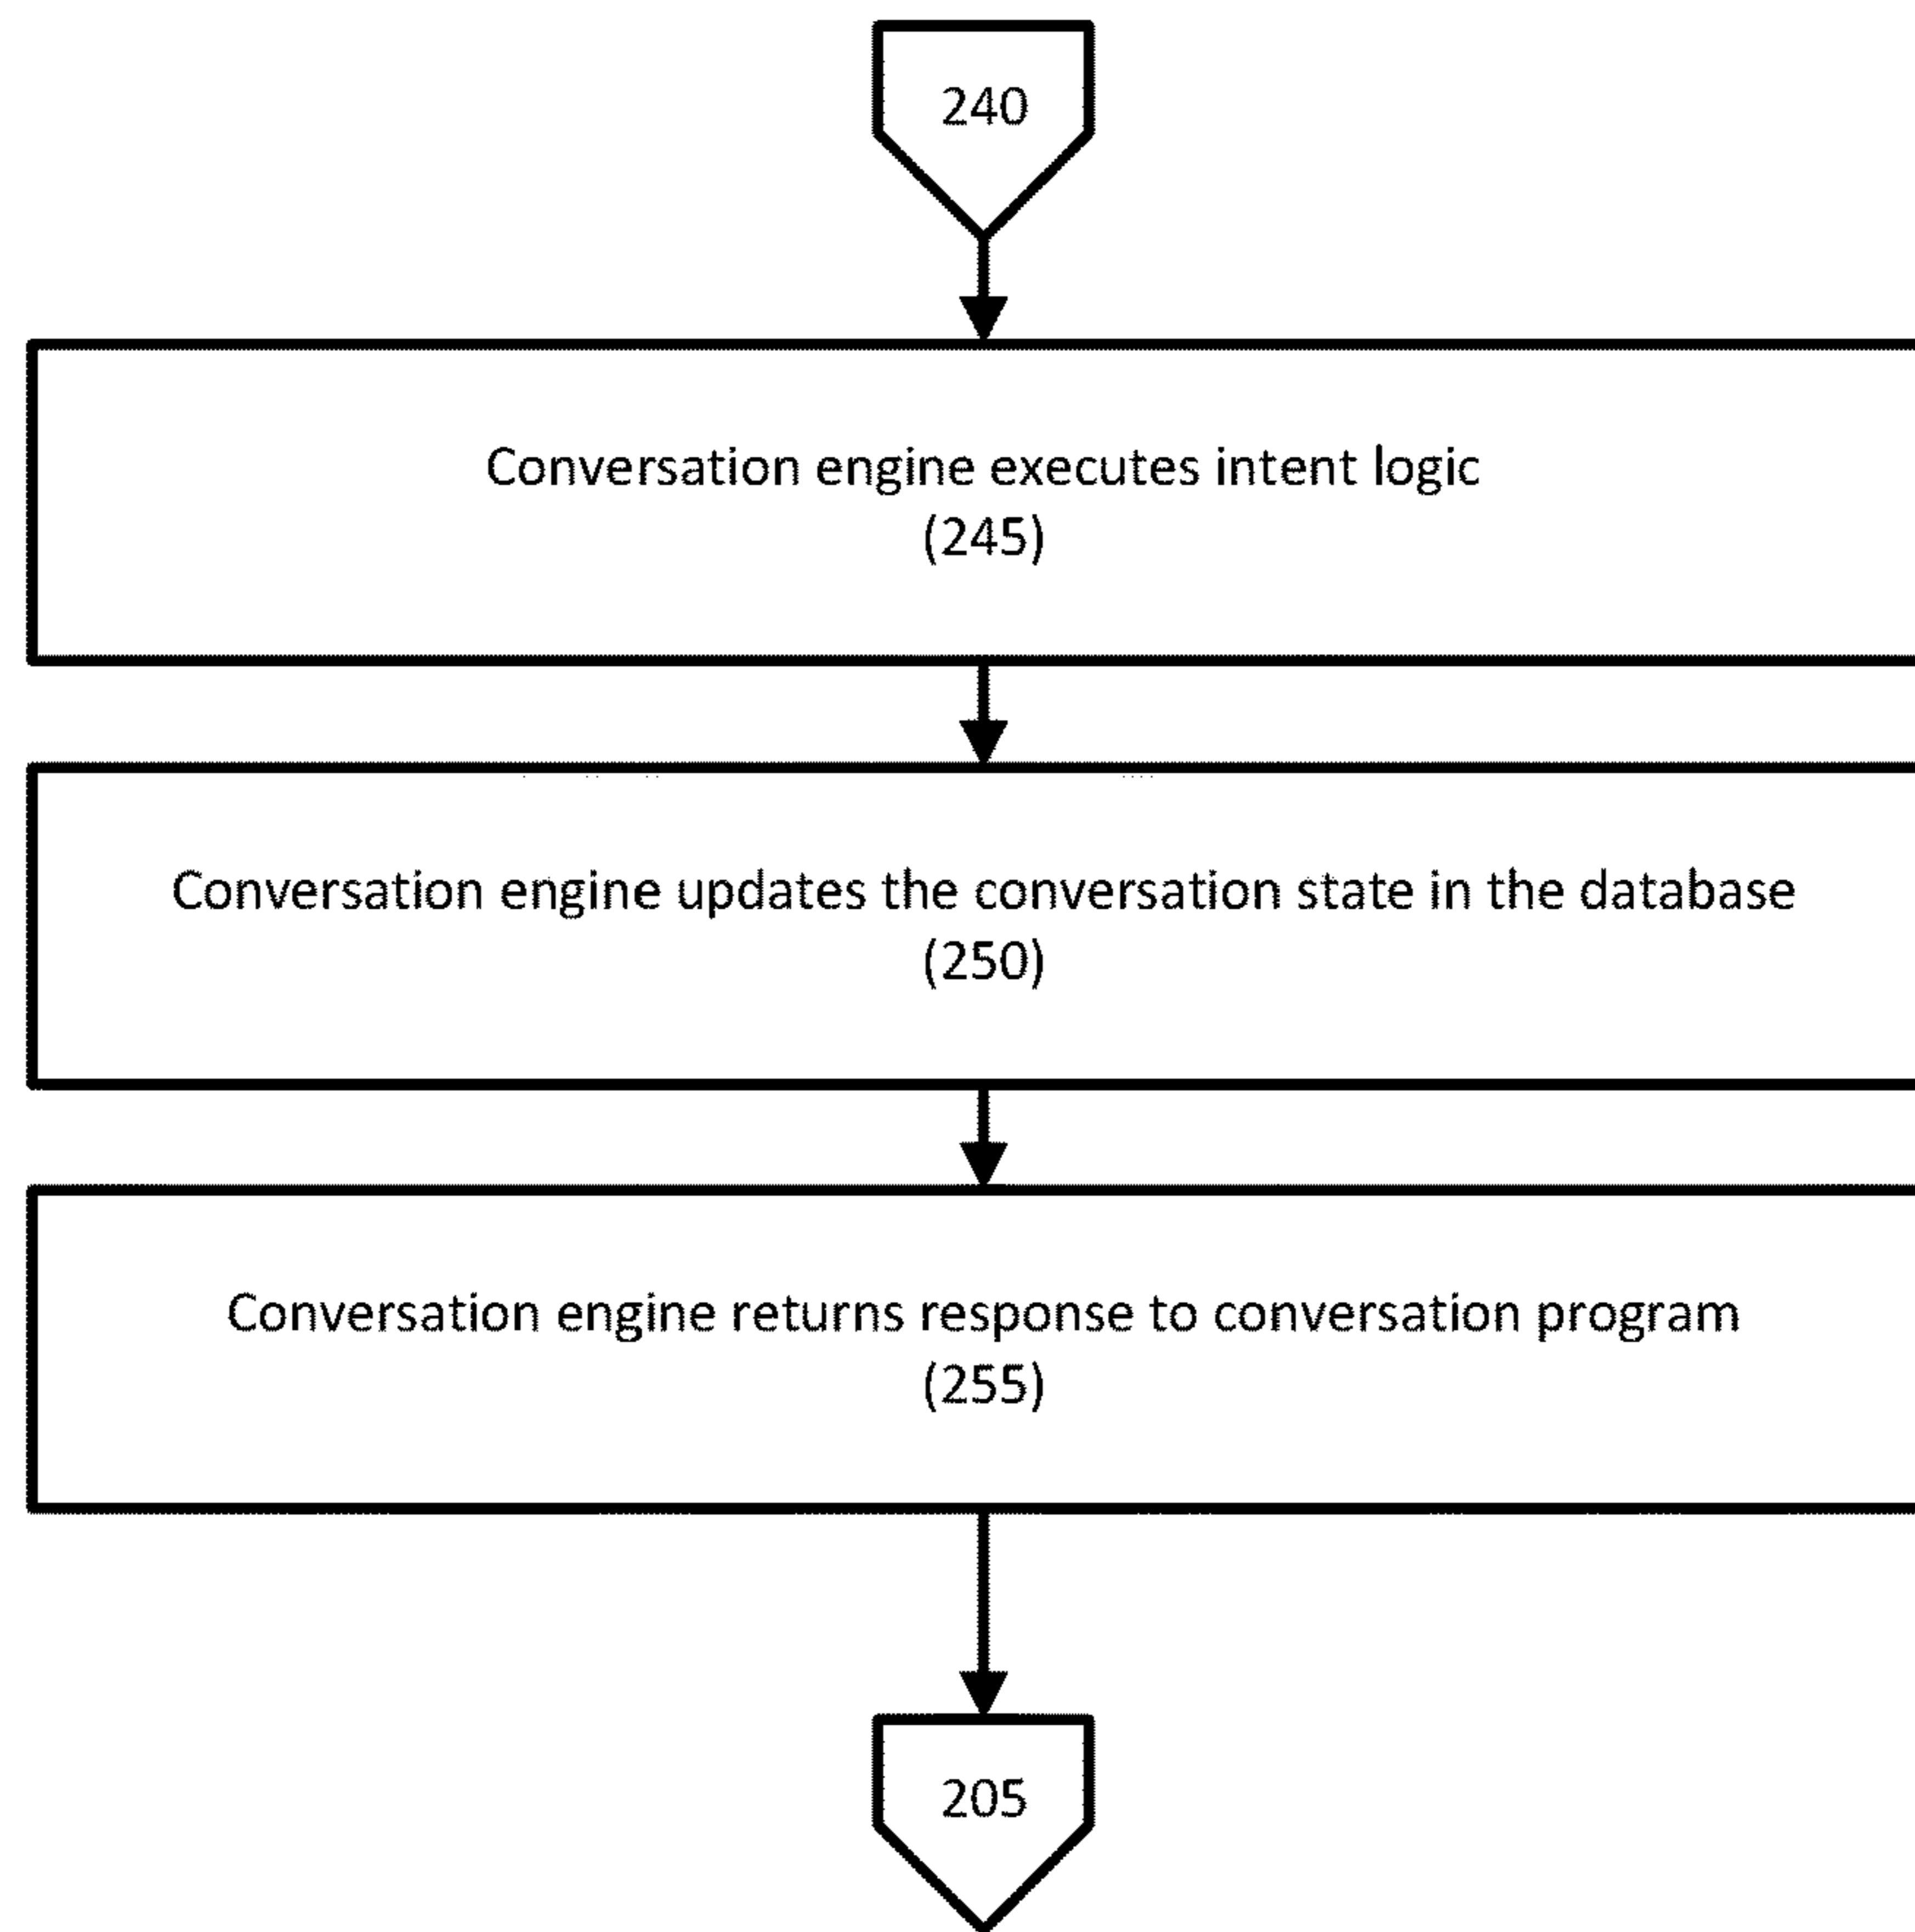 240
Conversation engine executes intent logic
(245)
Conversation engine updates the conversation state in the database
(250)
Conversation engine returns response to conversation program
(255)
205